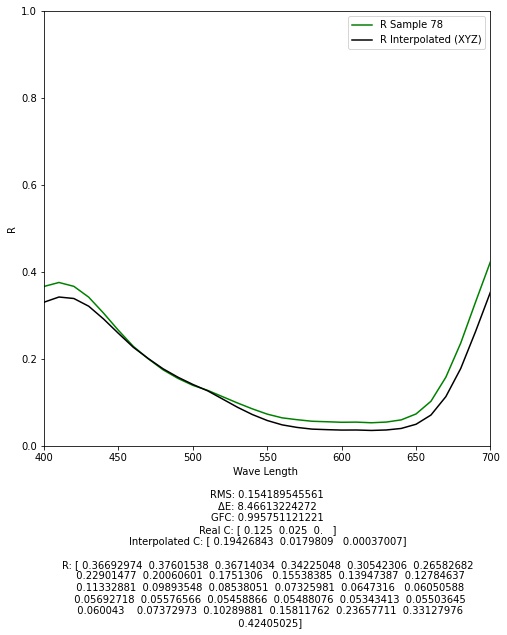 1.0
0.8
0.6
0.4
0.2
0.0
R
R Sample 78
R Interpolated (XYZ)
400 450 500 550 600 650 700
Wave Length
RMS: 0.154189545561
ΔE: 8.46613224272
GFC: 0.995751121221
Real C: [ 0.125 0.025 0. ]
Interpolated C: [ 0.19426843 0.0179809 0.00037007]
R: [ 0.36692974 0.37601538 0.36714034 0.34225048 0.30542306 0.26582682
0.22901477 0.20060601 0.1751306 0.15538385 0.13947387 0.12784637
0.11332881 0.09893548 0.08538051 0.07325981 0.0647316 0.06050588
0.05692718 0.05576566 0.05458866 0.05488076 0.05343413 0.05503645
0.060043 0.07372973 0.10289881 0.15811762 0.23657711 0.33127976
0.42405025]